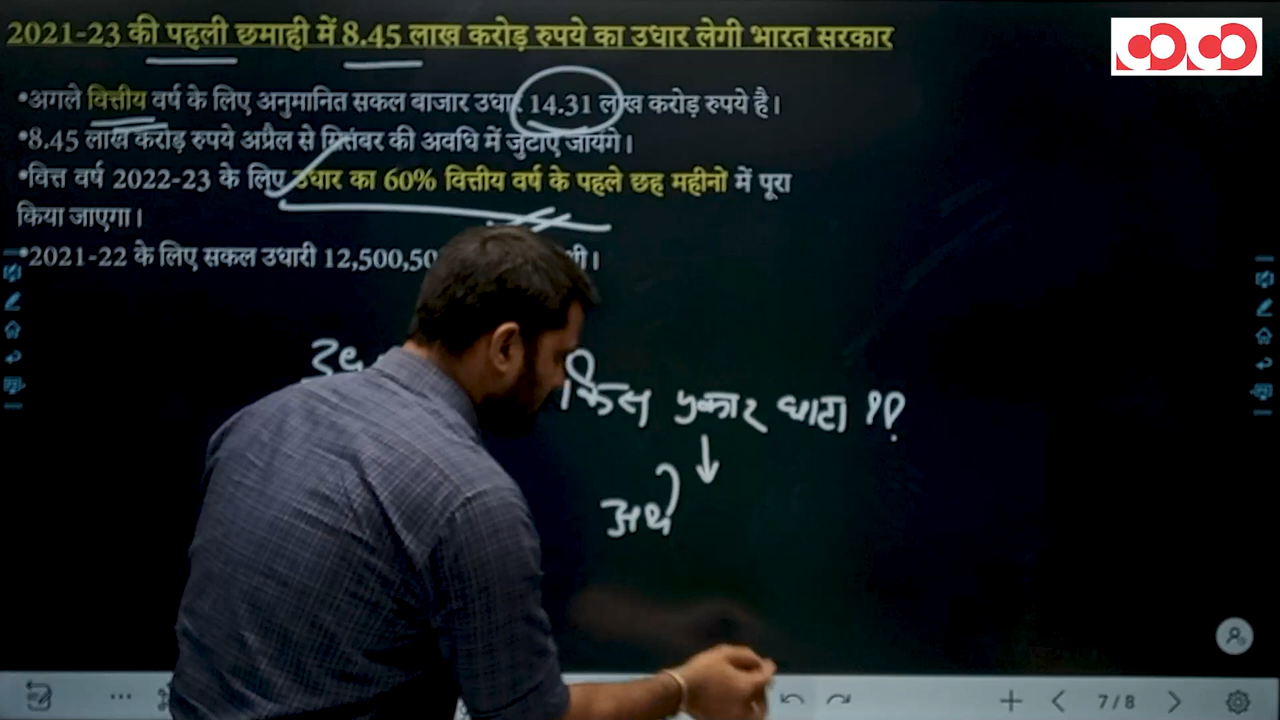 2021-23 की पहली छमाही में 8.45 लाख करोड़ रुपये का उधार लेगी भारत सरकार
•अगले वित्तीय वर्ष के लिए अनुमानित सकल बाजार उधार 14.31 लाख करोड़ रुपये है।
•8.45 लाख करोड़ रुपये अप्रैल से सितंबर की अवधि में जुटाए जायेंगे।
•वित्त वर्ष 2022-23 के लिए उधार का 60% वित्तीय वर्ष के पहले छह महीनों में पूरा
किया जाएगा।
•2021-22 के लिए सकल उधारी 12,500,50 थी।
किस प्रकार घाटा ??
अर्थ
7/8